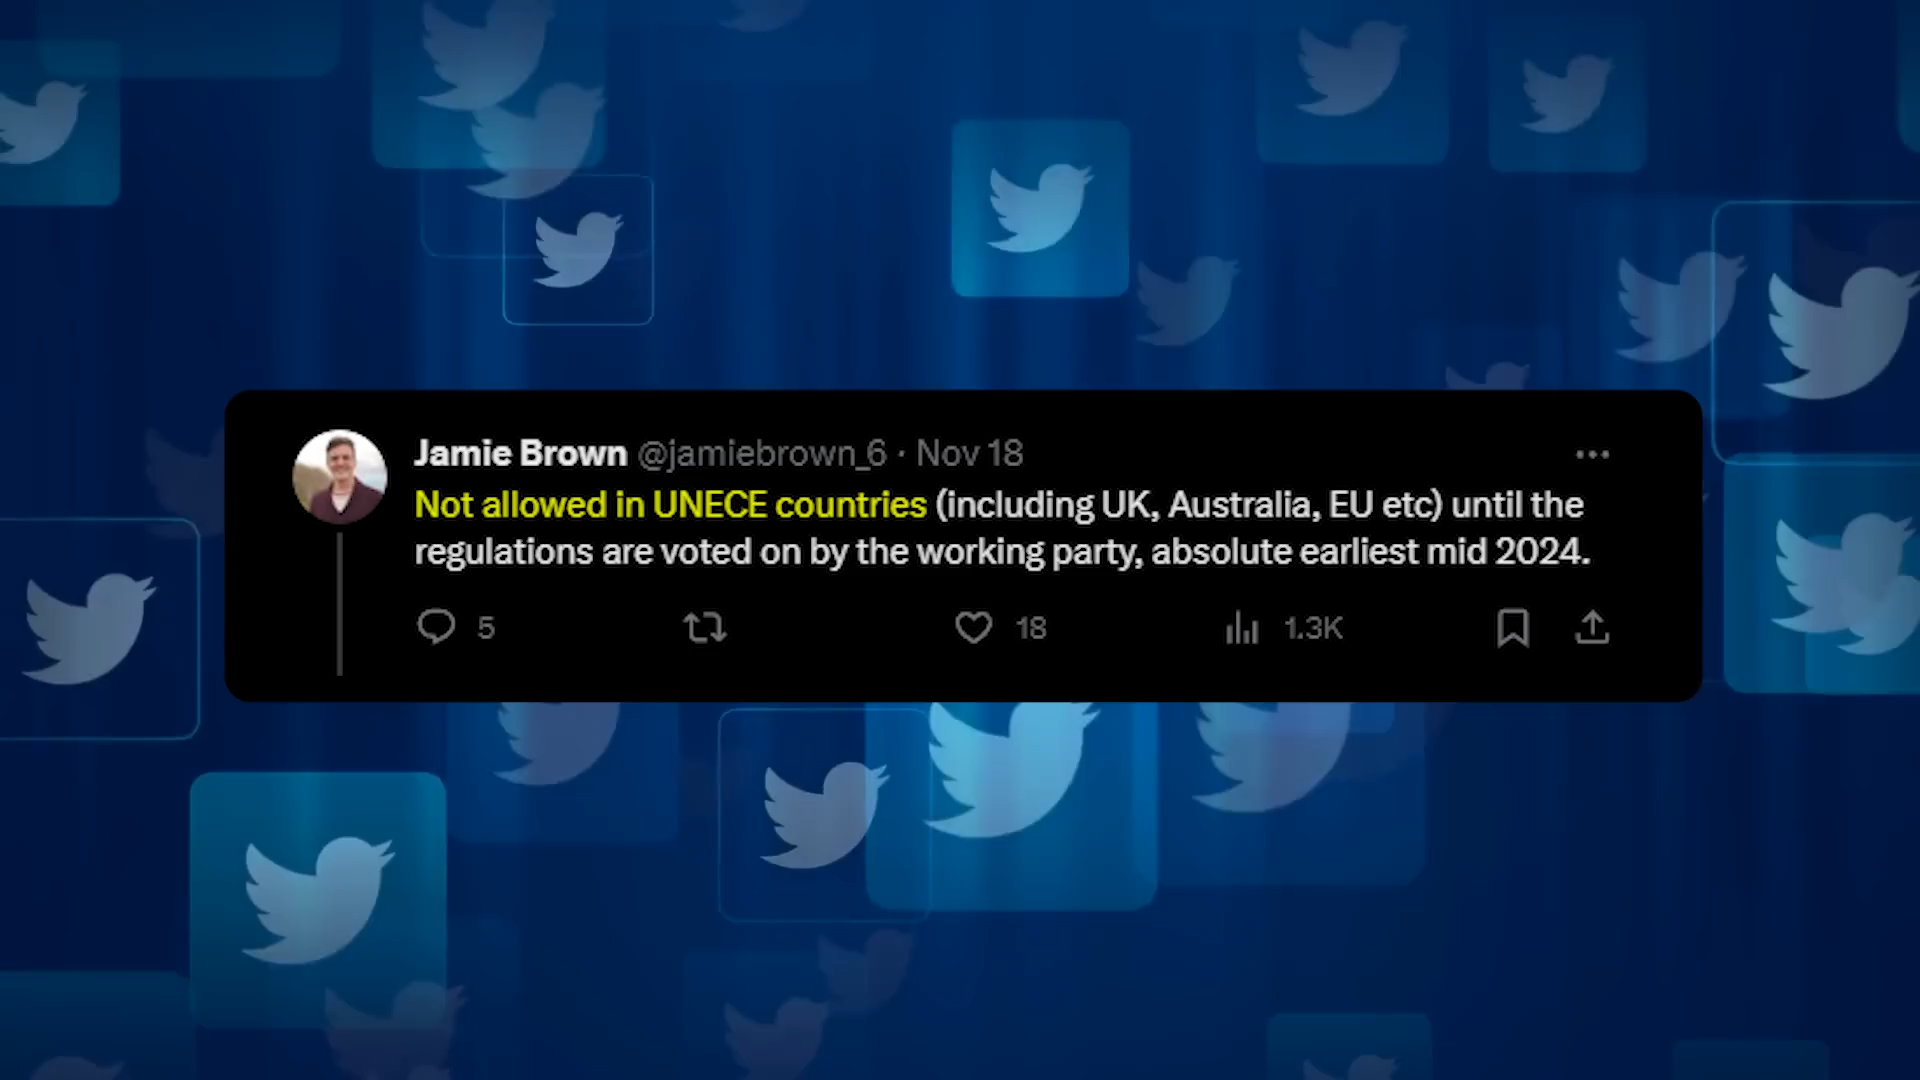 Jamie Brown @jamiebrown_6 · Nov 18
Not allowed in UNECE countries (including UK, Australia, EU etc) until the
regulations are voted on by the working party, absolute earliest mid 2024.
5 18 1.3K